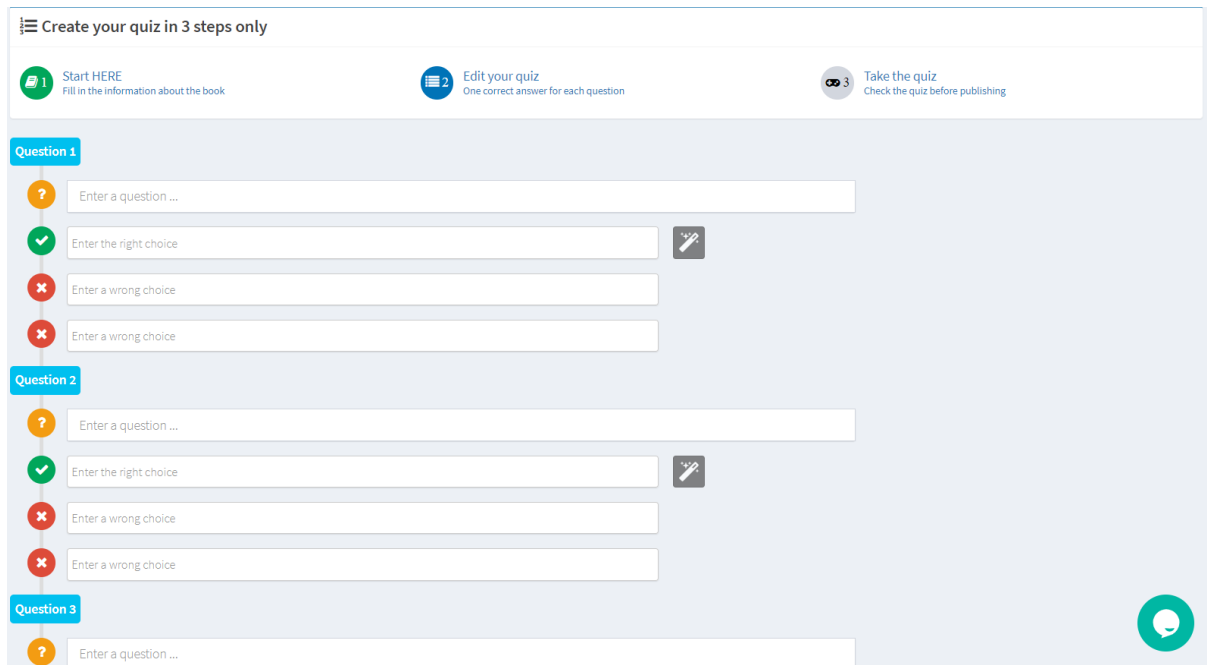 Create your quiz in 3 steps only
1 Start HERE
Fill in the information about the book
2 Edit your quiz
One correct answer for each question
3 Take the quiz
Check the quiz before publishing
Question 1
? Enter a question ...
Enter the right choice
Enter a wrong choice
Enter a wrong choice
Question 2
? Enter a question ...
Enter the right choice
Enter a wrong choice
Enter a wrong choice
Question 3
? Enter a question ...